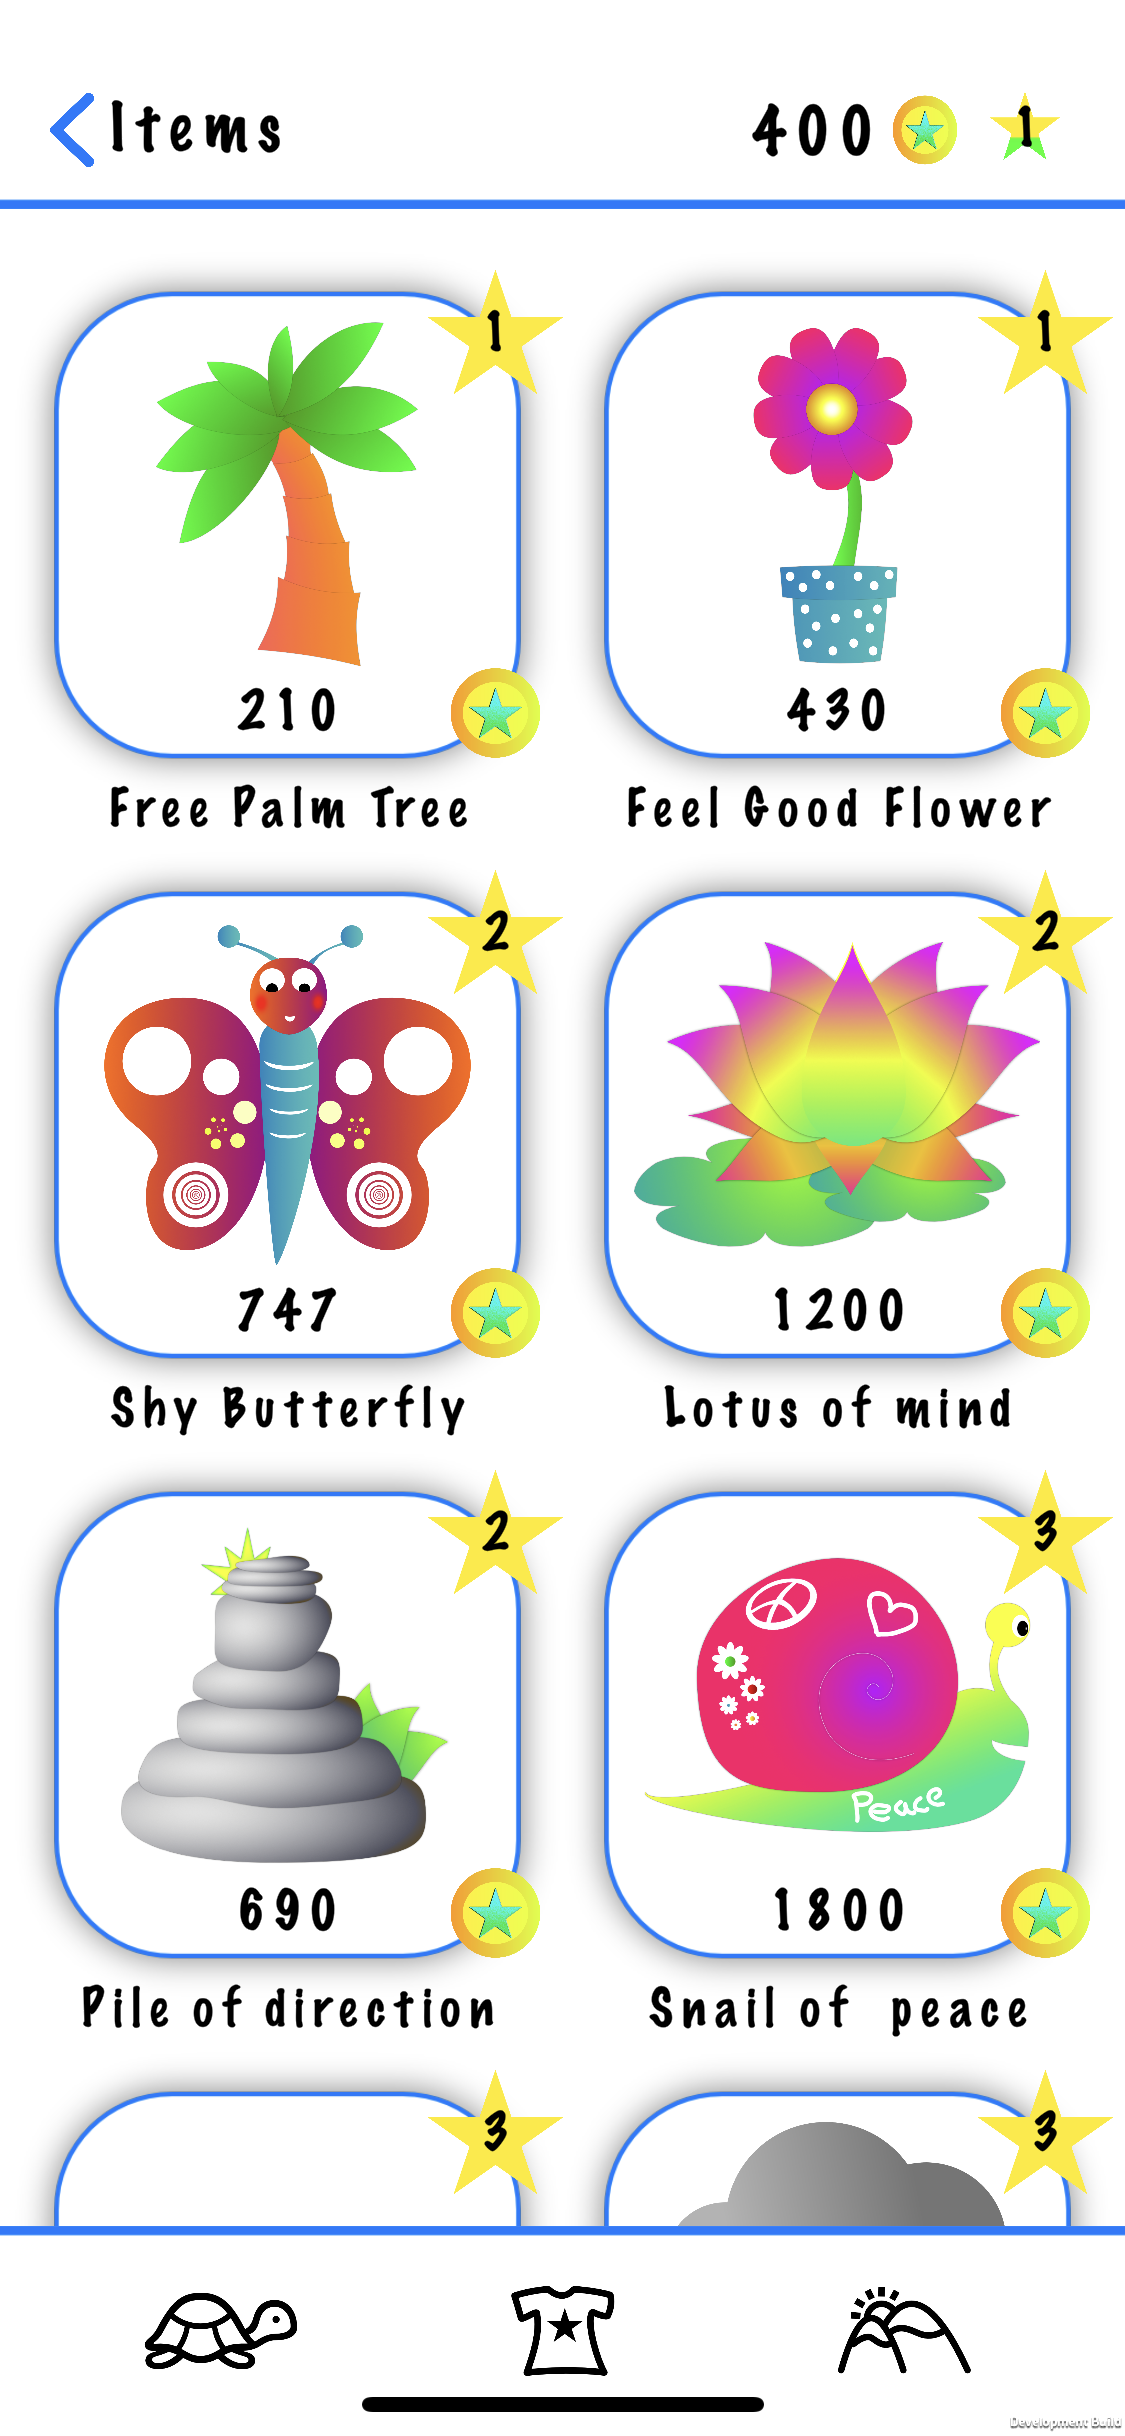 Items
400
1
1
1
210
430
Free Palm Tree
Feel Good Flower
2
2
747
1200
Shy Butterfly
Lotus of mind
2
3
Peace
690
1800
Pile of direction
Snail of peace
3
3
Development Build